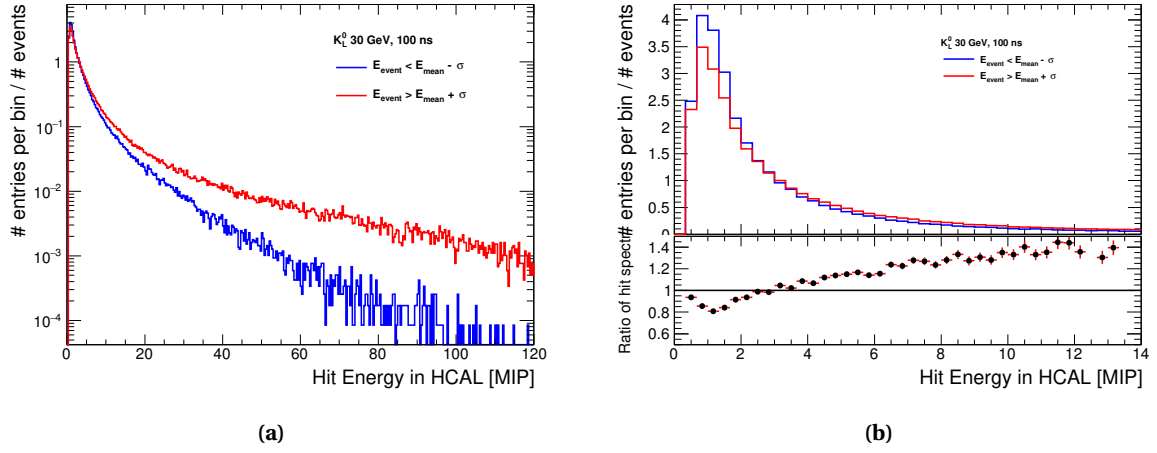 # entries per bin / # events
1
10⁻¹
10⁻²
10⁻³
10⁻⁴
K⁰_L 30 GeV, 100 ns
E_event < E_mean - σ
E_event > E_mean + σ
0 20 40 60 80 100 120
Hit Energy in HCAL [MIP]
(a)
# entries per bin / # events
4
3.5
3
2.5
2
1.5
1
0.5
0
K⁰_L 30 GeV, 100 ns
E_event < E_mean - σ
E_event > E_mean + σ
Ratio of hit spectr
1.4
1.2
1
0.8
0.6
0 2 4 6 8 10 12 14
Hit Energy in HCAL [MIP]
(b)